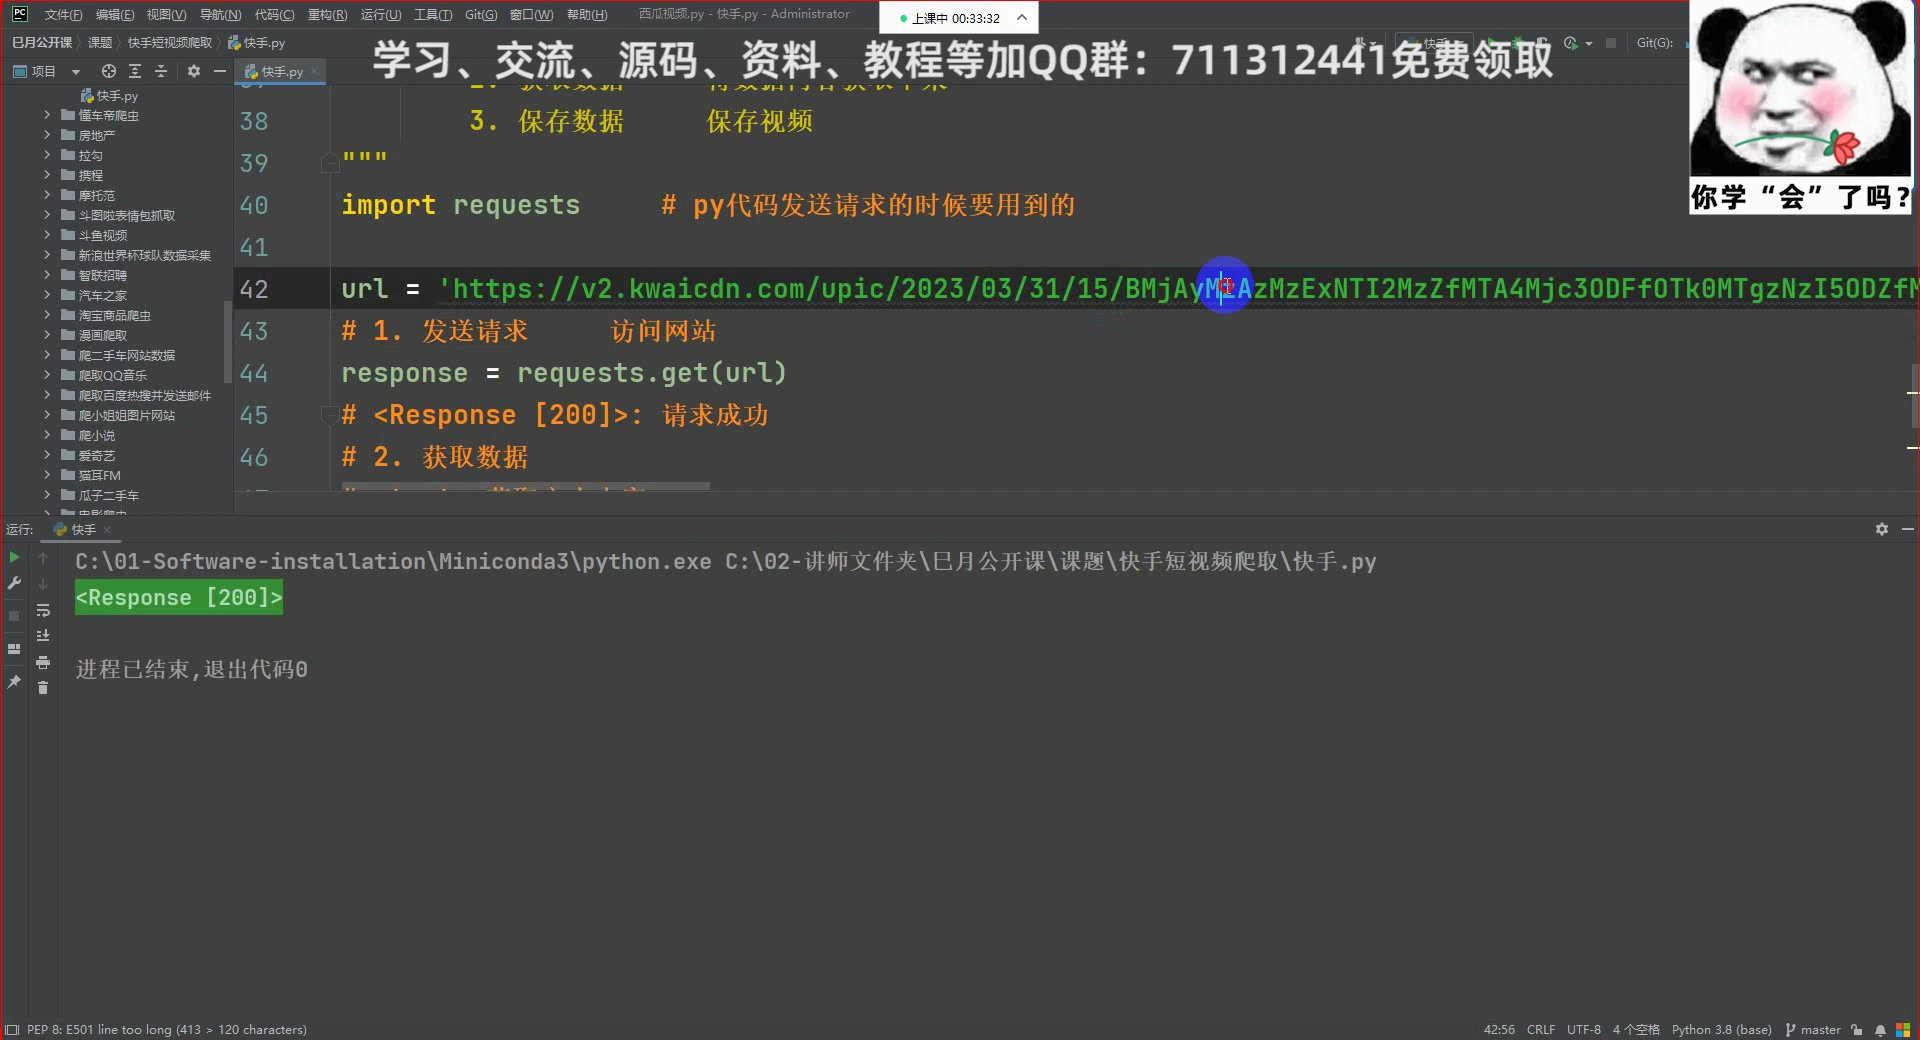 PC 文件(F) 编辑(E) 视图(V) 导航(N) 代码(C) 重构(R) 运行(U) 工具(T) Git(G) 窗口(W) 帮助(H) 西瓜视频.py - 快手.py - Administrator
上课中 00:33:32
巳月公开课 课题 快手短视频爬取 快手.py
快手 Git(G):
学习、交流、源码、资料、教程等加QQ群：711312441免费领取
项目 快手.py
快手.py
懂车帝爬虫
房地产
拉勾
携程
摩托范
斗图啦表情包抓取
斗鱼视频
新浪世界杯球队数据采集
智联招聘
汽车之家
淘宝商品爬虫
漫画爬取
爬二手车网站数据
爬取QQ音乐
爬取百度热搜并发送邮件
爬小姐姐图片网站
爬小说
爱奇艺
猫耳FM
瓜子二手车
38 3. 保存数据 保存视频
39 """
40 import requests # py代码发送请求的时候要用到的
41
42 url = 'https://v2.kwaicdn.com/upic/2023/03/31/15/BMjAyMzAzMzExNTI2MzZfMTA4Mjc3ODFfOTk0MTgzNzI5ODZfM
43 # 1. 发送请求 访问网站
44 response = requests.get(url)
45 # <Response [200]>: 请求成功
46 # 2. 获取数据
你学“会”了吗?
运行: 快手
C:\01-Software-installation\Miniconda3\python.exe C:\02-讲师文件夹\巳月公开课\课题\快手短视频爬取\快手.py
<Response [200]>
进程已结束,退出代码0
PEP 8: E501 line too long (413 > 120 characters) 42:56 CRLF UTF-8 4 个空格 Python 3.8 (base) master